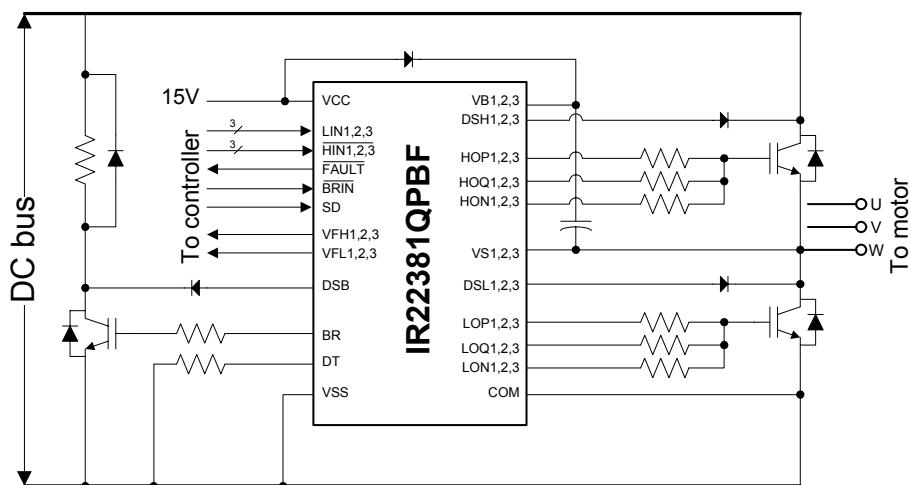 DC bus
15V
To controller
3
3
VCC
LIN1,2,3
HIN1,2,3
FAULT
BRIN
SD
VFH1,2,3
VFL1,2,3
DSB
BR
DT
VSS
IR22381QPBF
VB1,2,3
DSH1,2,3
HOP1,2,3
HOQ1,2,3
HON1,2,3
VS1,2,3
DSL1,2,3
LOP1,2,3
LOQ1,2,3
LON1,2,3
COM
U
V
W
To motor